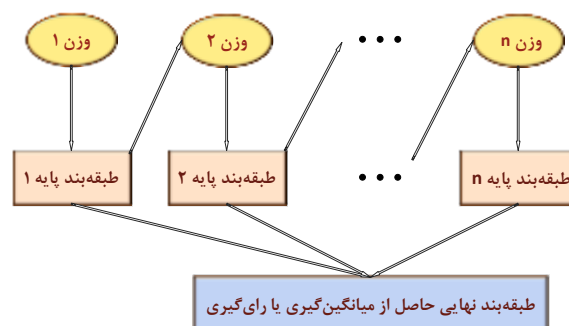 وزن ۱
وزن ۲
• • •
وزن n
طبقه‌بند پایه ۱
طبقه‌بند پایه ۲
• • •
طبقه‌بند پایه n
طبقه‌بند نهایی حاصل از میانگین‌گیری یا رای‌گیری